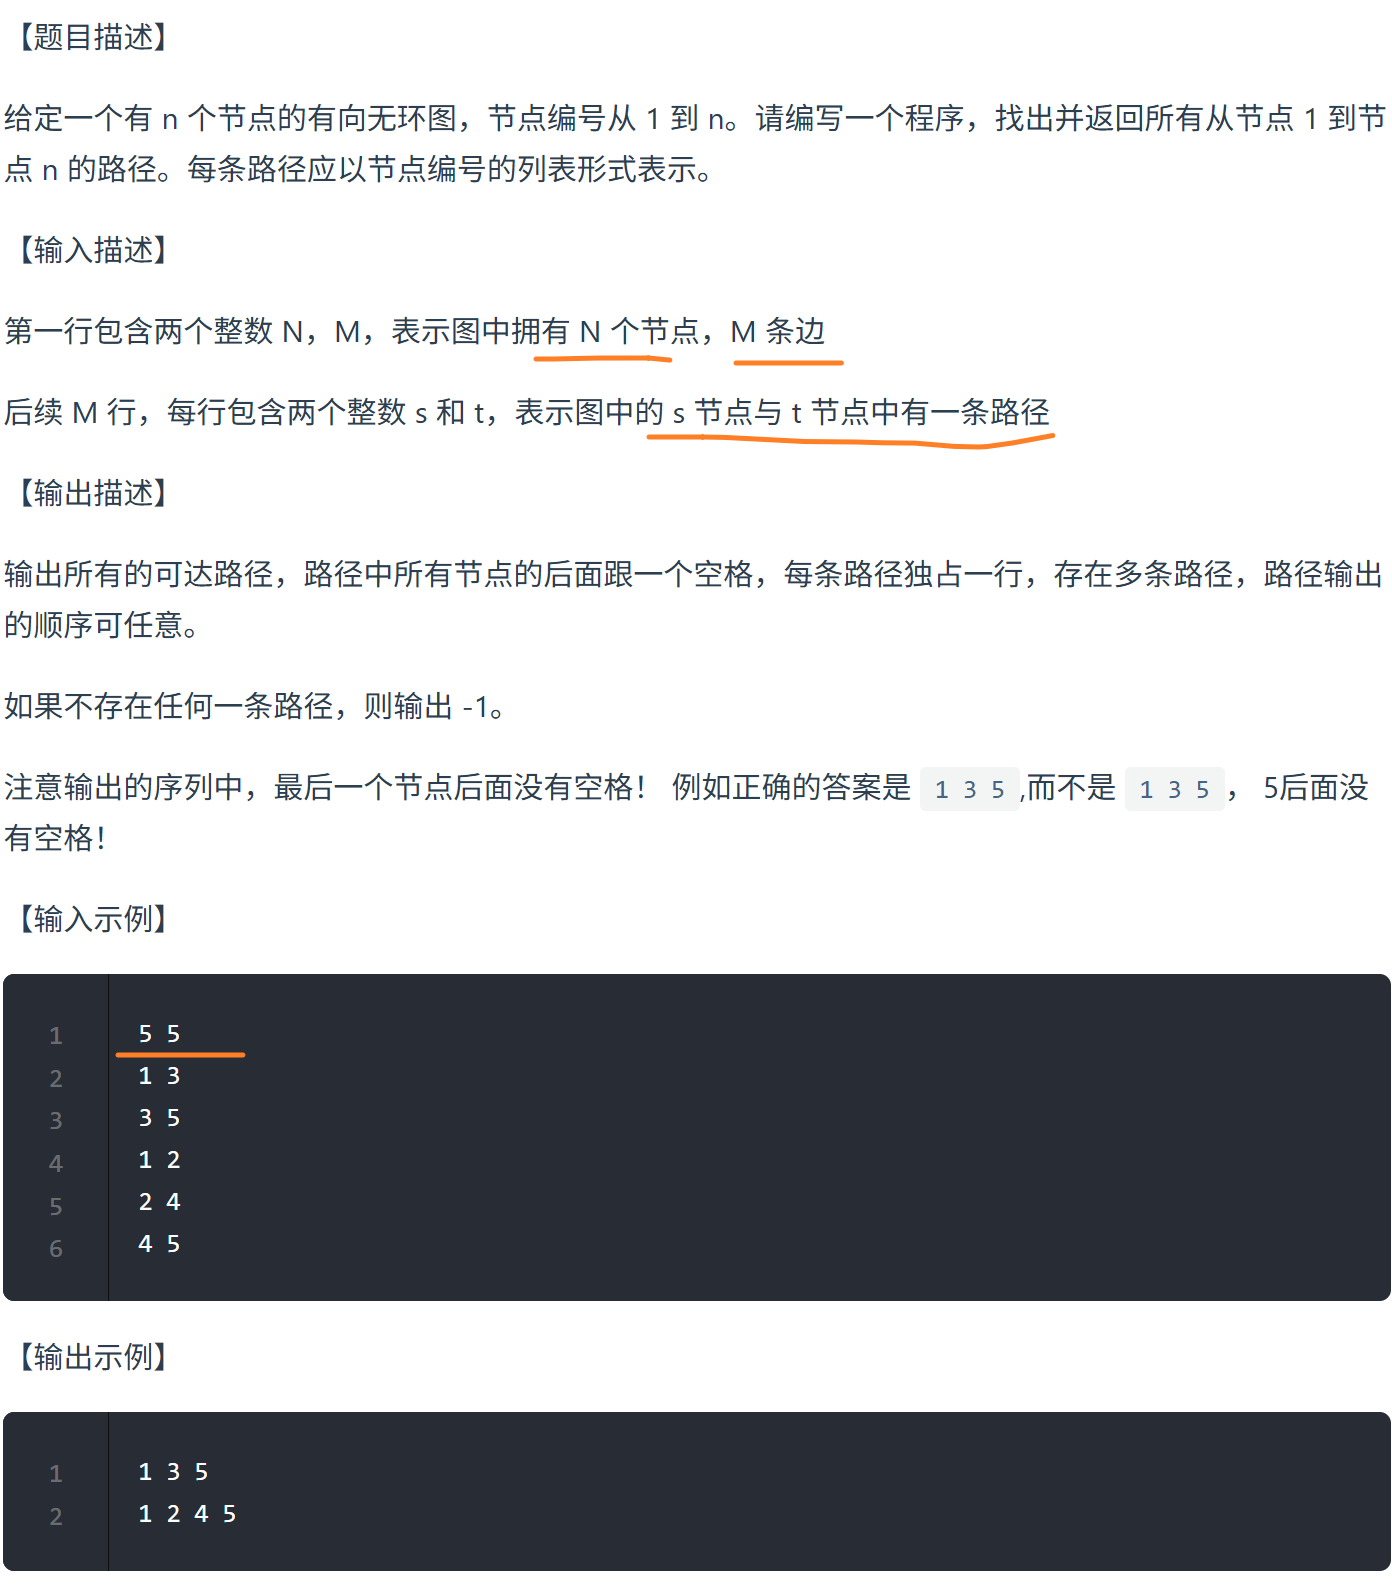 【题目描述】
给定一个有 n 个节点的有向无环图，节点编号从 1 到 n。请编写一个程序，找出并返回所有从节点 1 到节
点 n 的路径。每条路径应以节点编号的列表形式表示。
【输入描述】
第一行包含两个整数 N，M，表示图中拥有 N 个节点，M 条边
后续 M 行，每行包含两个整数 s 和 t，表示图中的 s 节点与 t 节点中有一条路径
【输出描述】
输出所有的可达路径，路径中所有节点的后面跟一个空格，每条路径独占一行，存在多条路径，路径输出
的顺序可任意。
如果不存在任何一条路径，则输出 -1。
注意输出的序列中，最后一个节点后面没有空格！ 例如正确的答案是 1 3 5 ,而不是 1 3 5 ， 5后面没
有空格！
【输入示例】
1 5 5
2 1 3
3 3 5
4 1 2
5 2 4
6 4 5
【输出示例】
1 1 3 5
2 1 2 4 5